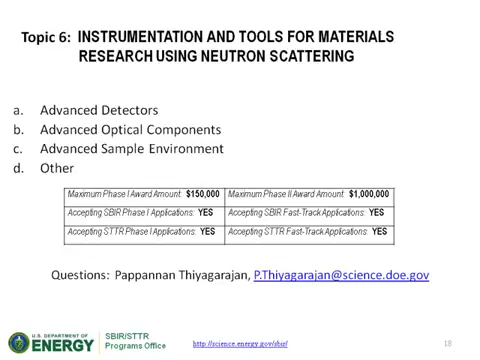 Topic 6: INSTRUMENTATION AND TOOLS FOR MATERIALS
RESEARCH USING NEUTRON SCATTERING
a. Advanced Detectors
b. Advanced Optical Components
c. Advanced Sample Environment
d. Other
Maximum Phase I Award Amount: $150,000 Maximum Phase II Award Amount: $1,000,000
Accepting SBIR Phase I Applications: YES Accepting SBIR Fast-Track Applications: YES
Accepting STTR Phase I Applications: YES Accepting STTR Fast-Track Applications: YES
Questions: Pappannan Thiyagarajan, P.Thiyagarajan@science.doe.gov
U.S. DEPARTMENT OF
ENERGY
SBIR/STTR
Programs Office
http://science.energy.gov/sbir/
18